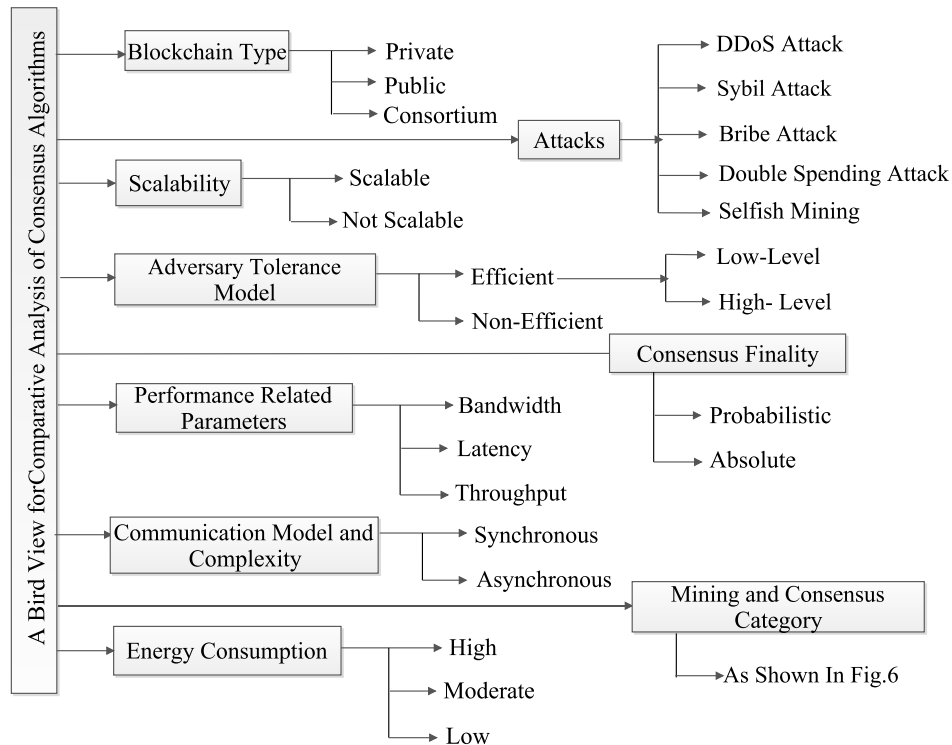 A Bird View forComparative Analysis of Consensus Algorithms
Blockchain Type
Private
Public
Consortium
Attacks
DDoS Attack
Sybil Attack
Bribe Attack
Double Spending Attack
Selfish Mining
Scalability
Scalable
Not Scalable
Adversary Tolerance
Model
Efficient
Non-Efficient
Low-Level
High- Level
Consensus Finality
Probabilistic
Absolute
Performance Related
Parameters
Bandwidth
Latency
Throughput
Communication Model and
Complexity
Synchronous
Asynchronous
Mining and Consensus
Category
As Shown In Fig.6
Energy Consumption
High
Moderate
Low